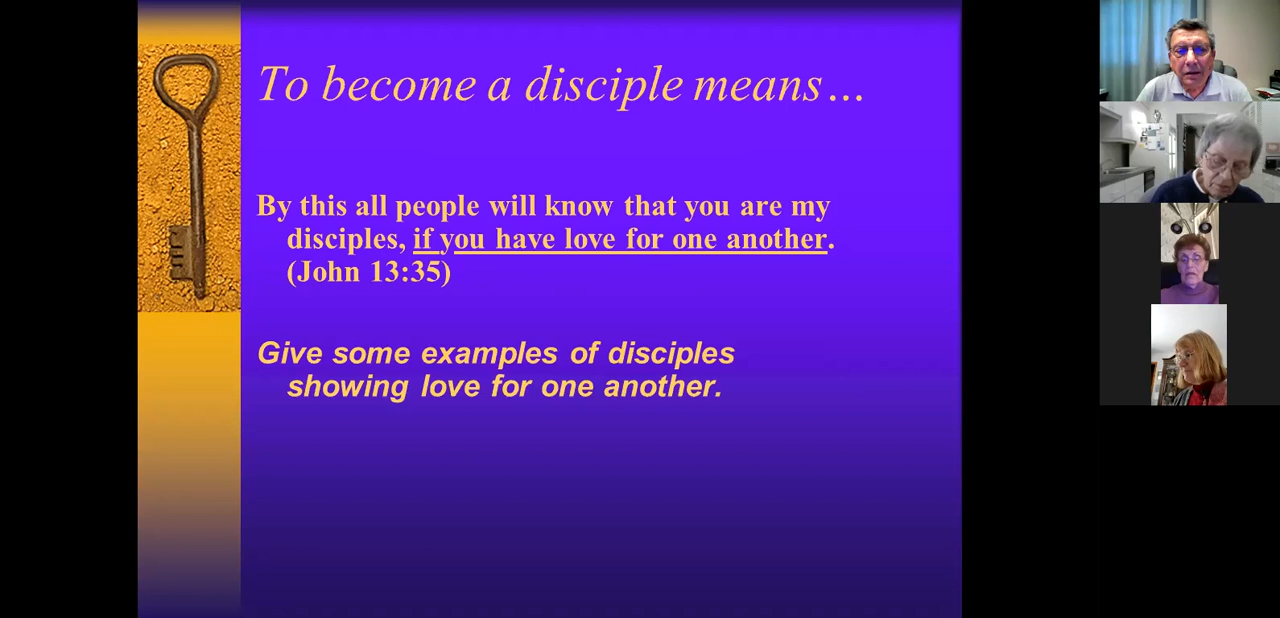 To become a disciple means…
By this all people will know that you are my
disciples, if you have love for one another.
(John 13:35)
Give some examples of disciples
showing love for one another.